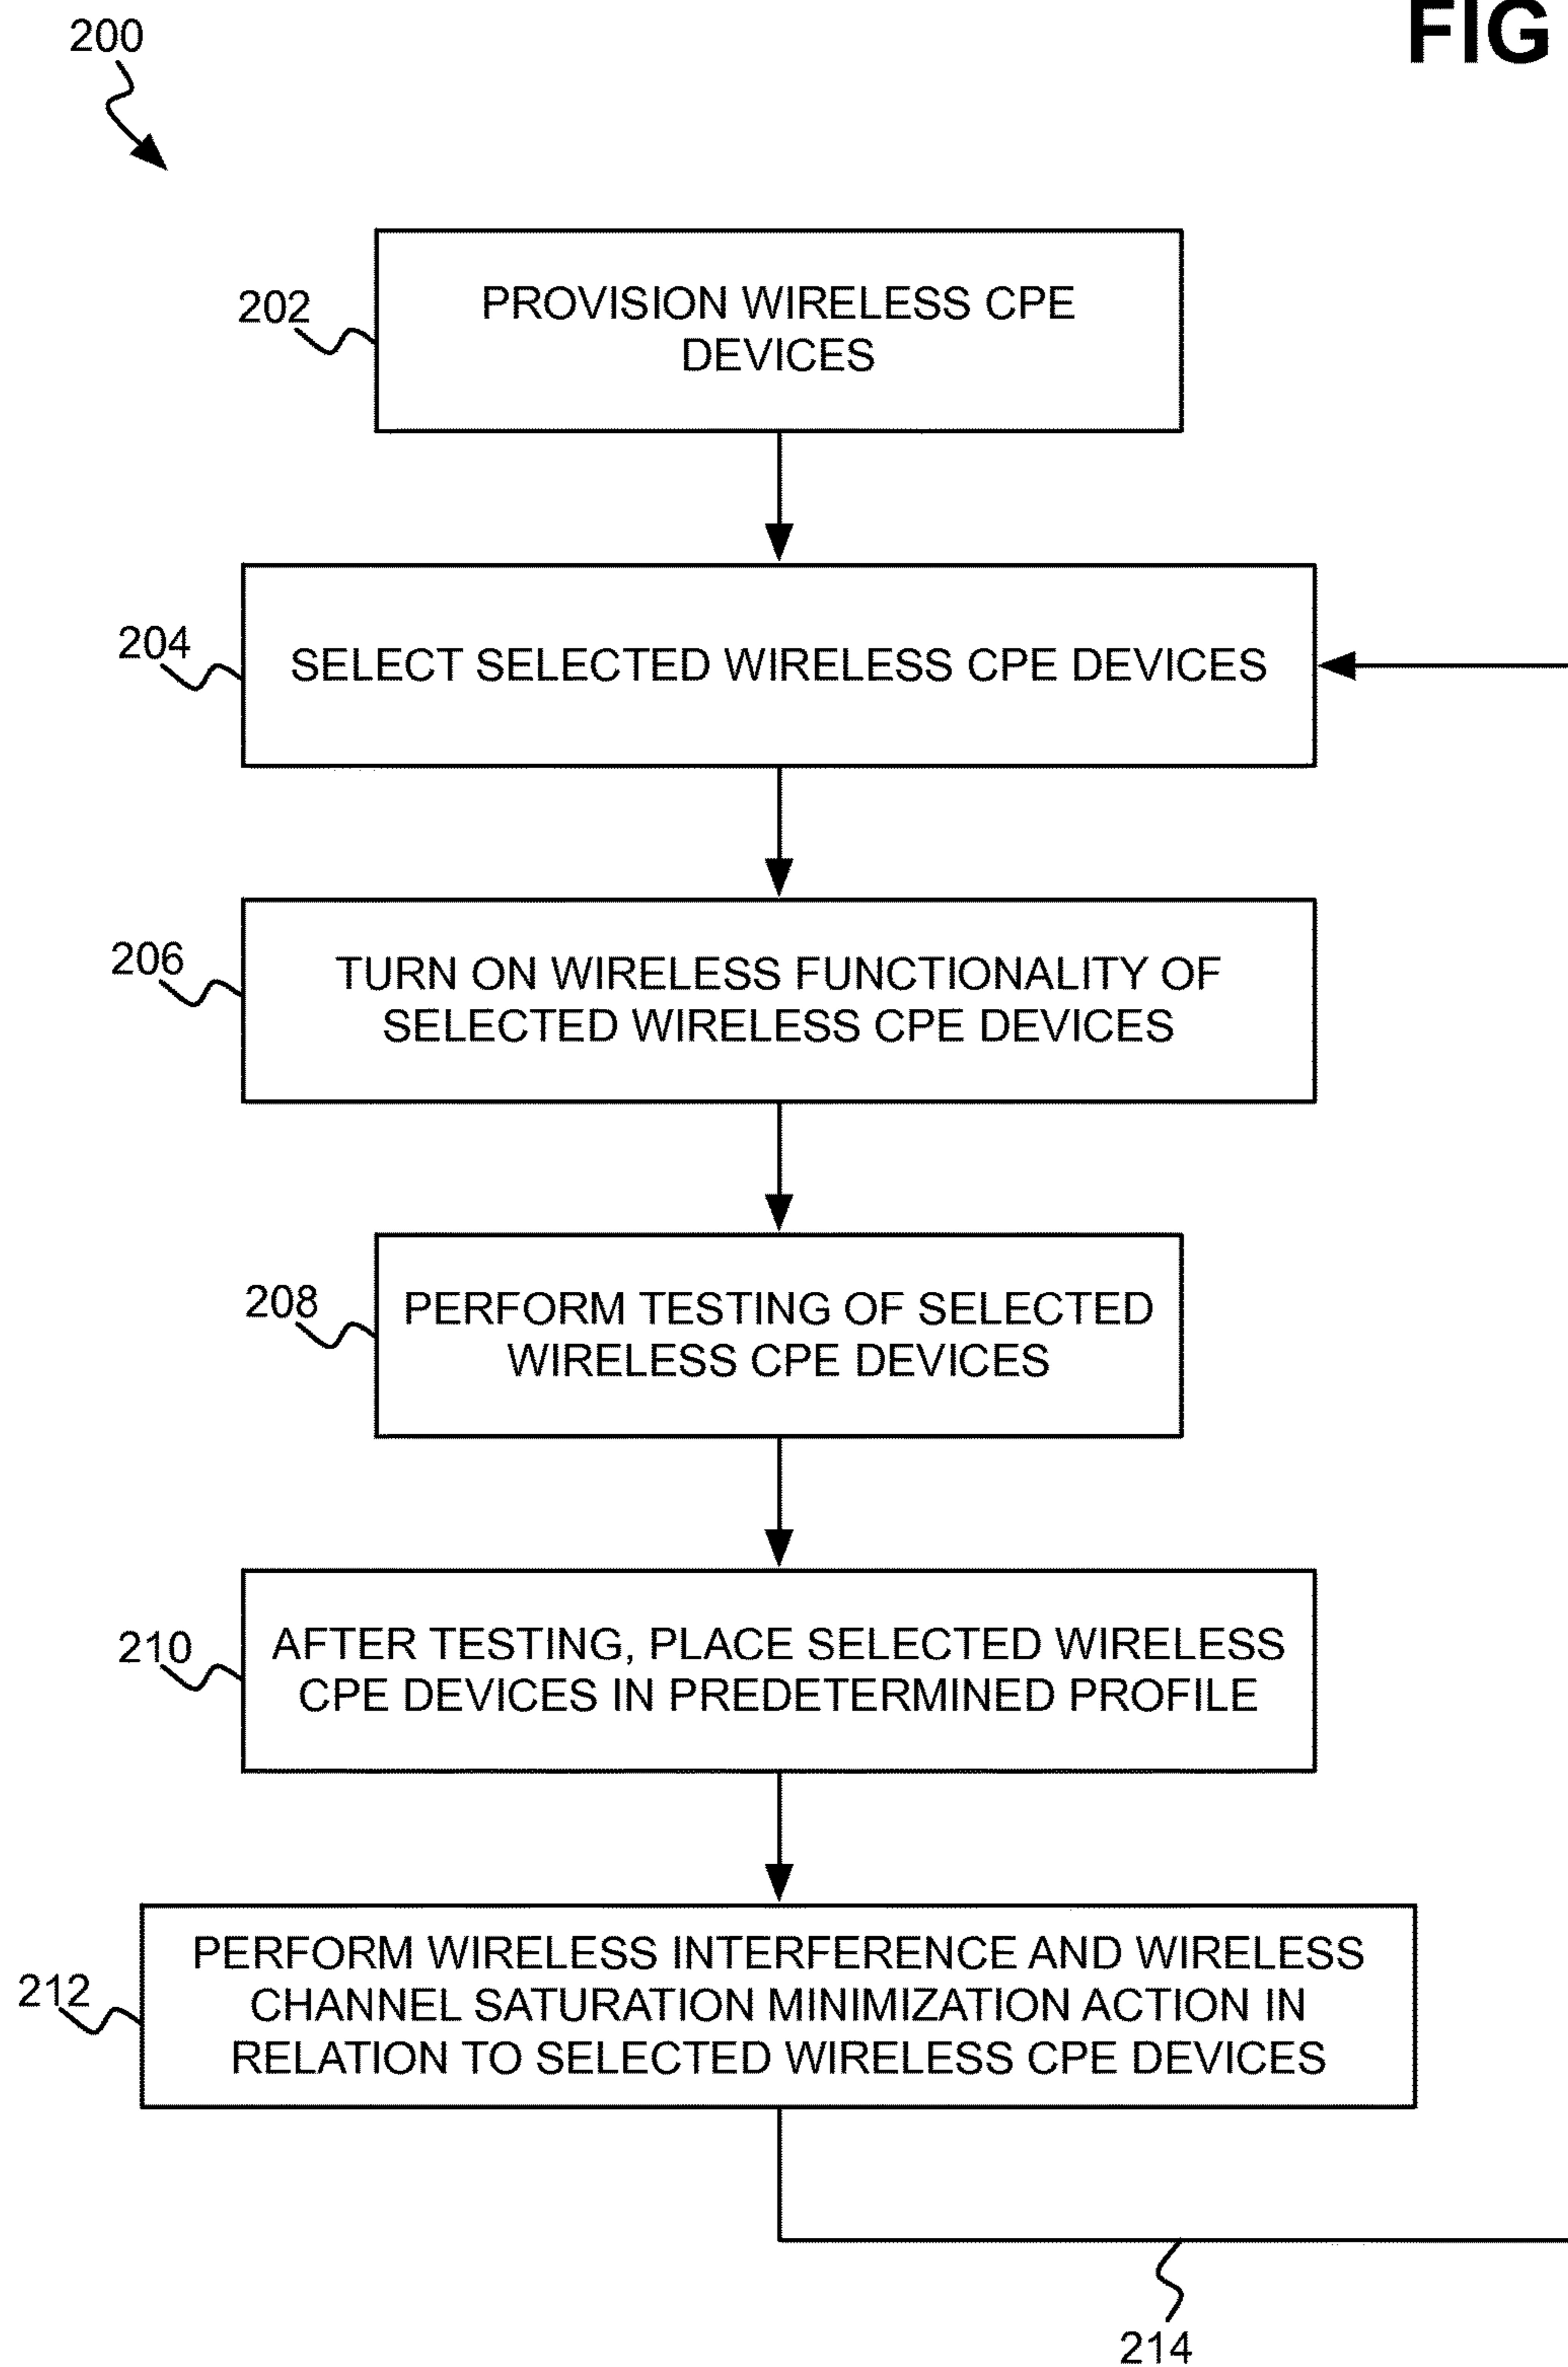 FIG
200
202
PROVISION WIRELESS CPE
DEVICES
204
SELECT SELECTED WIRELESS CPE DEVICES
206
TURN ON WIRELESS FUNCTIONALITY OF
SELECTED WIRELESS CPE DEVICES
208
PERFORM TESTING OF SELECTED
WIRELESS CPE DEVICES
210
AFTER TESTING, PLACE SELECTED WIRELESS
CPE DEVICES IN PREDETERMINED PROFILE
212
PERFORM WIRELESS INTERFERENCE AND WIRELESS
CHANNEL SATURATION MINIMIZATION ACTION IN
RELATION TO SELECTED WIRELESS CPE DEVICES
214